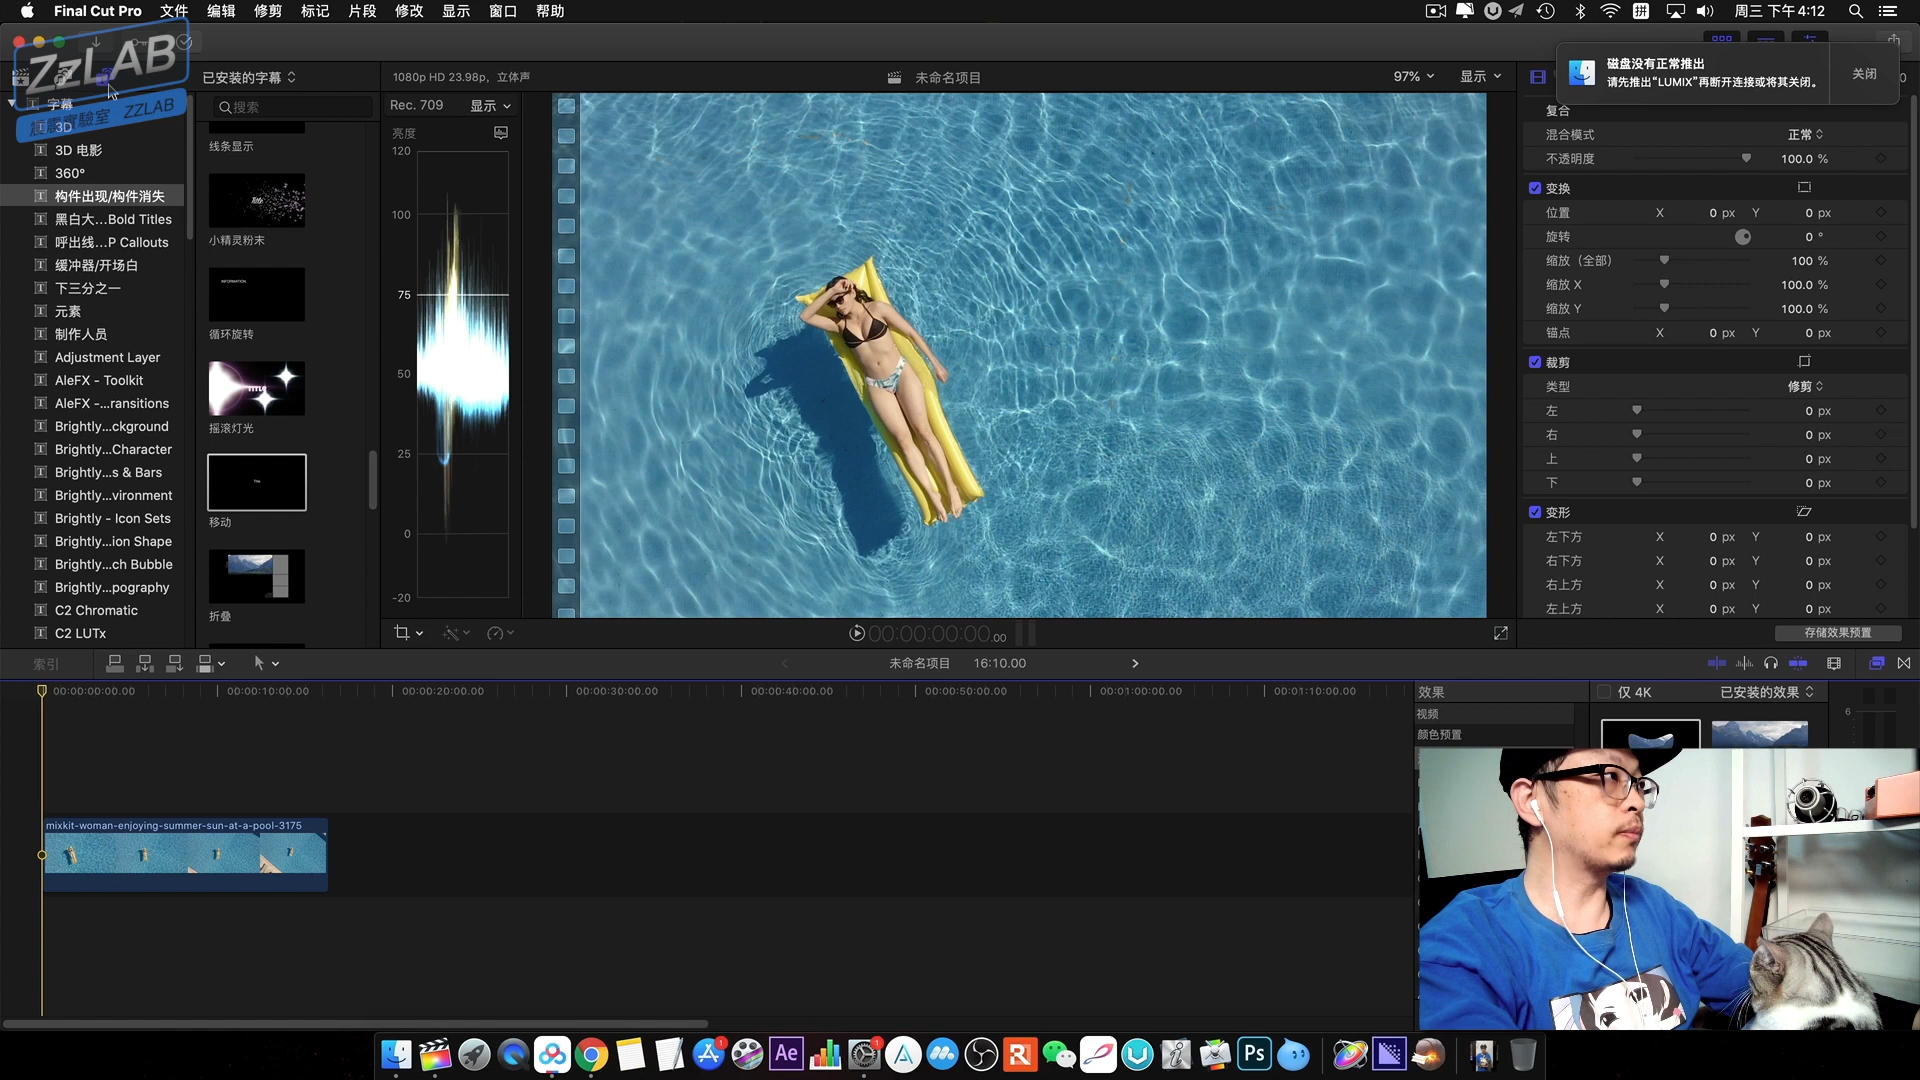 Final Cut Pro 文件 编辑 修剪 标记 片段 修改 显示 窗口 帮助
拼 周三 下午4:12
ZzLAB
ZZLAB
磁盘没有正常推出
请先推出“LUMIX”再断开连接或将其关闭。
关闭
已安装的字幕
1080p HD 23.98p，立体声
未命名项目
97%
显示
字幕
搜索
Rec. 709
显示
3D
3D 电影
360°
构件出现/构件消失
黑白大…Bold Titles
呼出线…P Callouts
缓冲器/开场白
下三分之一
元素
制作人员
Adjustment Layer
AleFX - Toolkit
AleFX -...ransitions
Brightly...ckground
Brightly...Character
Brightly...s & Bars
Brightly...vironment
Brightly - Icon Sets
Brightly...ion Shape
Brightly...ch Bubble
Brightly...pography
C2 Chromatic
C2 LUTx
线条显示
小精灵粉末
INFORMATION
循环旋转
TITLE
摇滚灯光
Title
移动
折叠
亮度
120
100
75
50
25
0
-20
00:00:00:00.00
复合
混合模式 正常
不透明度 100.0 %
变换
位置 X 0 px Y 0 px
旋转 0 °
缩放（全部） 100 %
缩放 X 100.0 %
缩放 Y 100.0 %
锚点 X 0 px Y 0 px
裁剪
类型 修剪
左 0 px
右 0 px
上 0 px
下 0 px
变形
左下方 X 0 px Y 0 px
右下方 X 0 px Y 0 px
右上方 X 0 px Y 0 px
左上方 X 0 px Y 0 px
存储效果预置
索引
未命名项目 16:10.00
00:00:00:00.00 00:00:10:00.00 00:00:20:00.00 00:00:30:00.00 00:00:40:00.00 00:00:50:00.00 00:01:00:00.00 00:01:10:00.00
效果
仅 4K
已安装的效果
视频
颜色预置
6
mixkit-woman-enjoying-summer-sun-at-a-pool-3175
1
Ae
1
R
Ps